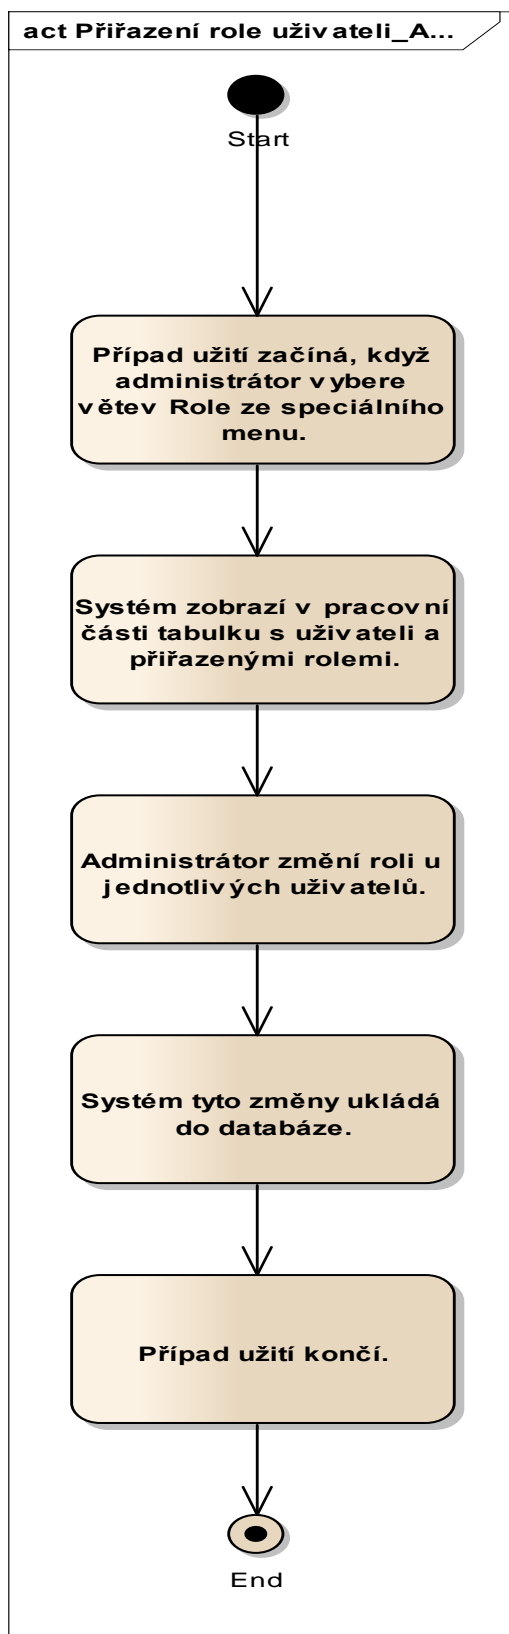 act Přiřazení role uživateli_A...
Start
Případ užití začíná, když
administrátor vybere
větev Role ze speciálního
menu.
Systém zobrazí v pracovní
části tabulku s uživateli a
přiřazenými rolemi.
Administrátor změní roli u
jednotlivých uživatelů.
Systém tyto změny ukládá
do databáze.
Případ užití končí.
End